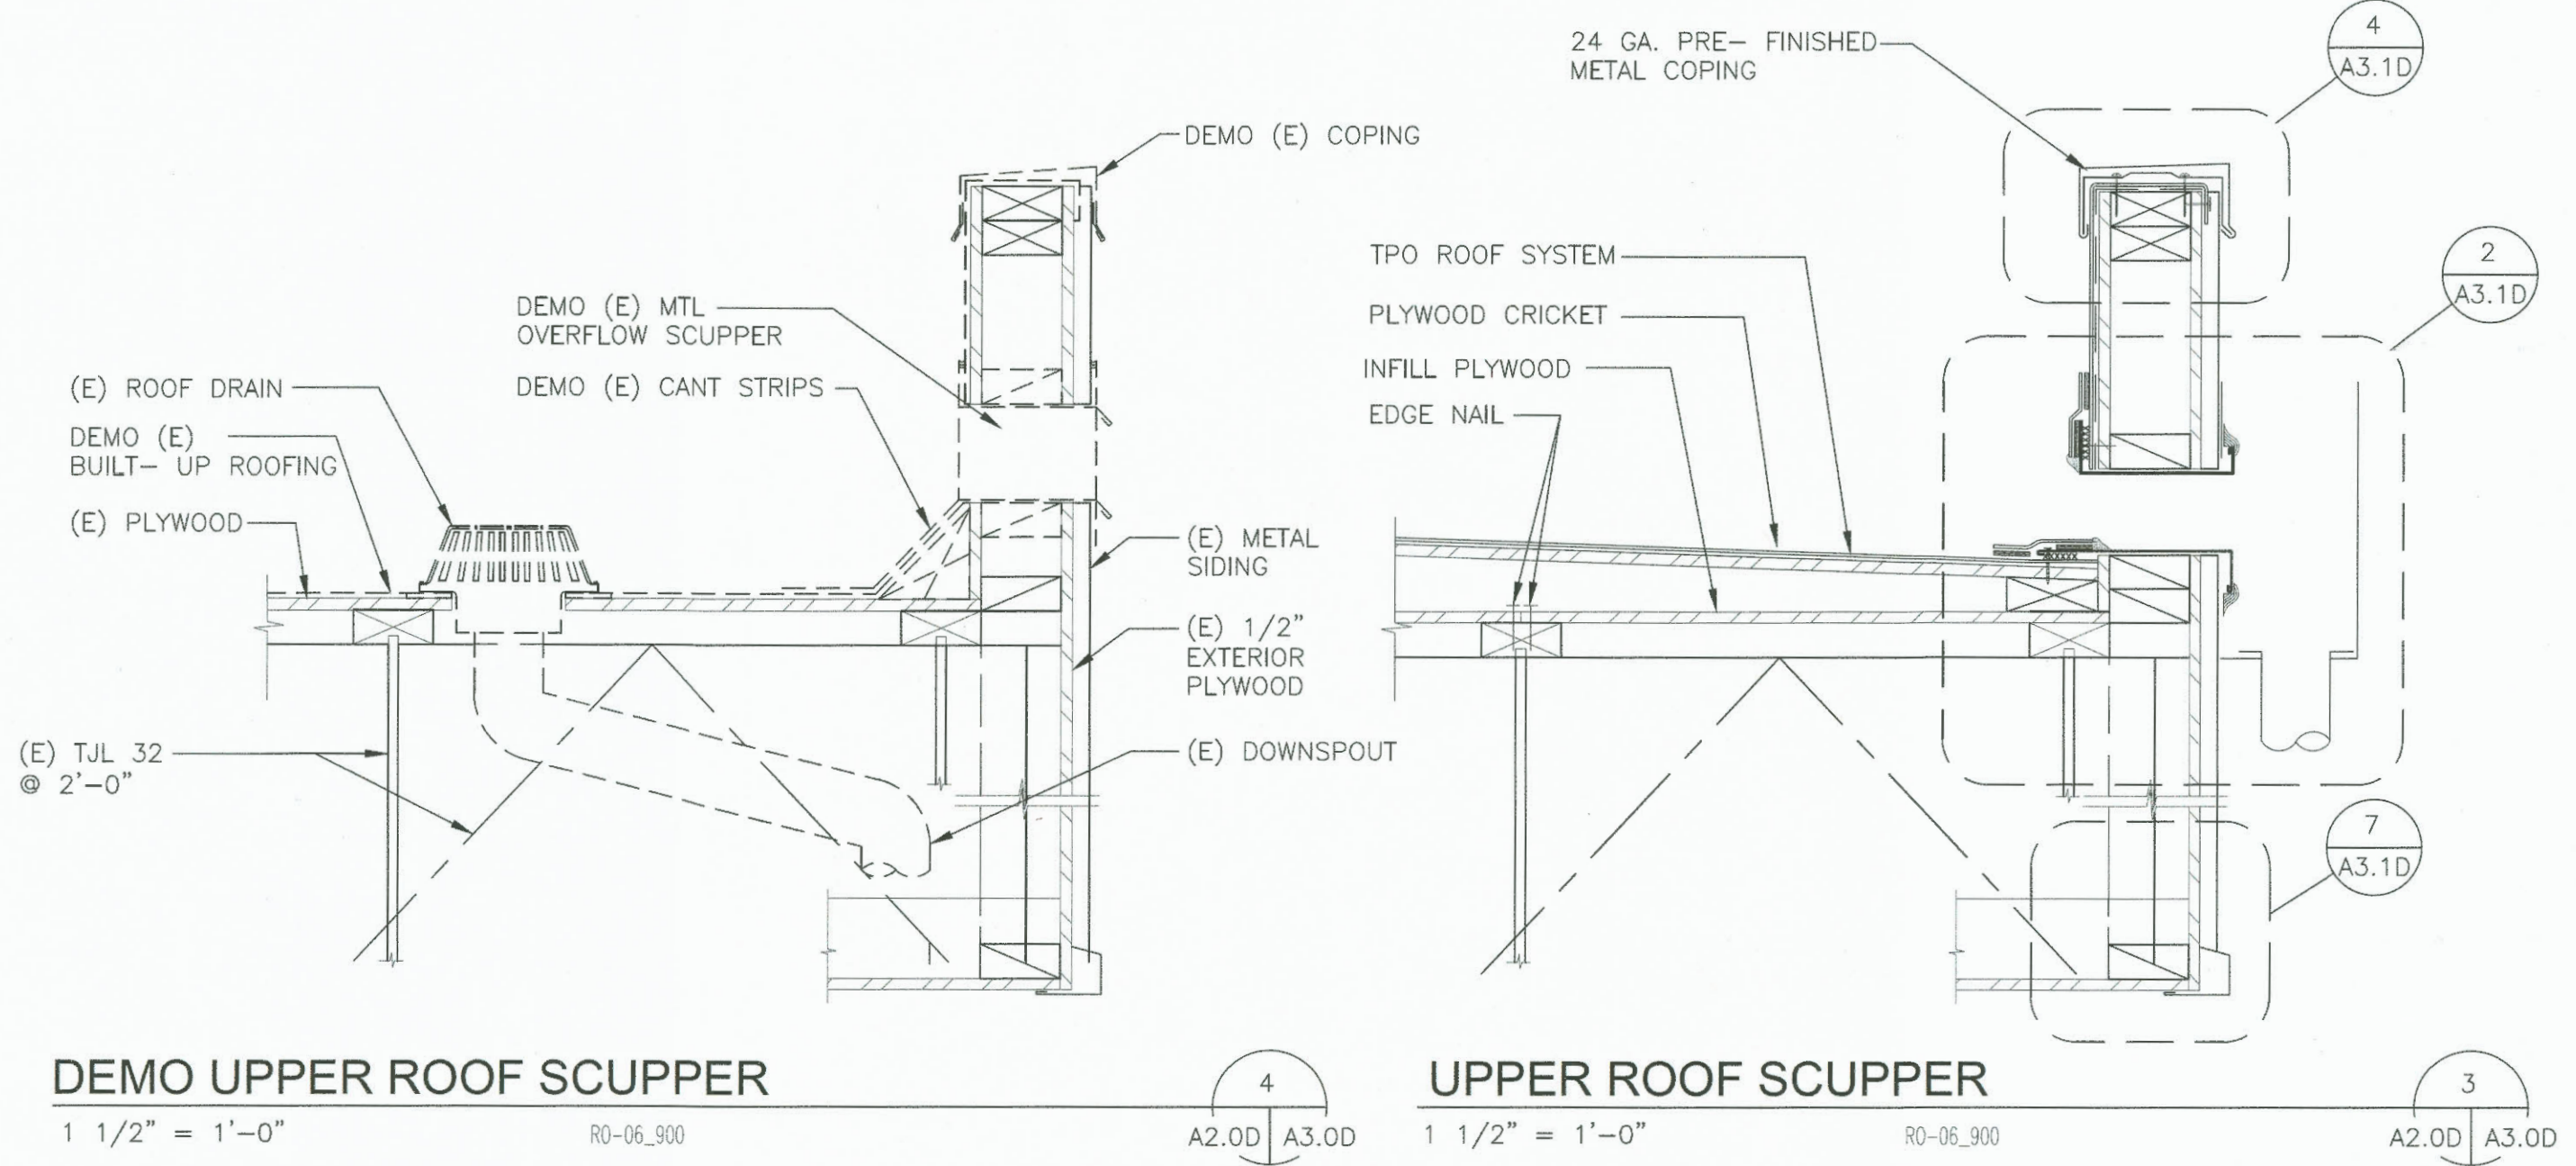 DEMO (E) COPING
DEMO (E) MTL
OVERFLOW SCUPPER
DEMO (E) CANT STRIPS
(E) ROOF DRAIN
DEMO (E)
BUILT- UP ROOFING
(E) PLYWOOD
(E) METAL
SIDING
(E) 1/2"
EXTERIOR
PLYWOOD
(E) DOWNSPOUT
(E) TJL 32
@ 2'-0"
DEMO UPPER ROOF SCUPPER
1 1/2" = 1'-0"
RO-06_900
4
A2.0D A3.0D
24 GA. PRE- FINISHED
METAL COPING
4
A3.1D
TPO ROOF SYSTEM
PLYWOOD CRICKET
INFILL PLYWOOD
EDGE NAIL
2
A3.1D
7
A3.1D
UPPER ROOF SCUPPER
1 1/2" = 1'-0"
RO-06_900
3
A2.0D A3.0D